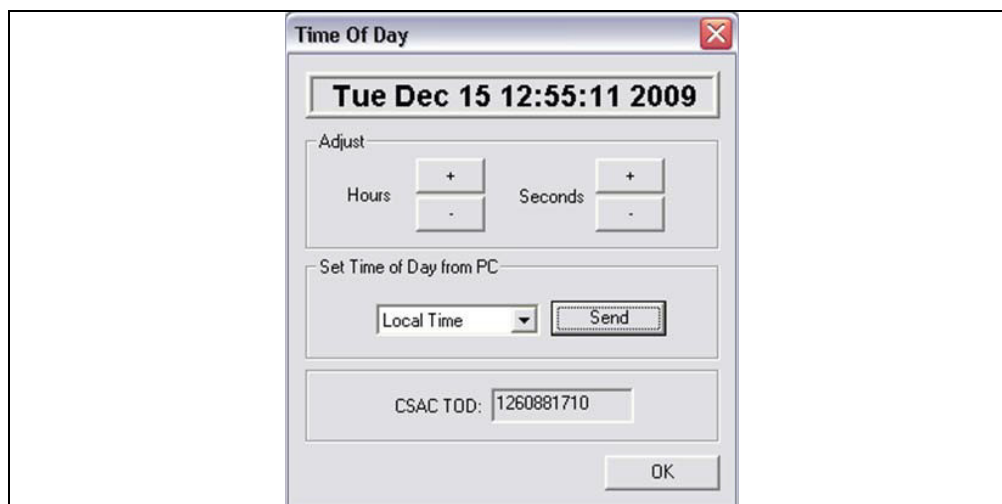 Time Of Day
Tue Dec 15 12:55:11 2009
Adjust
Hours + - Seconds + -
Set Time of Day from PC
Local Time Send
CSAC TOD: 1260881710
OK